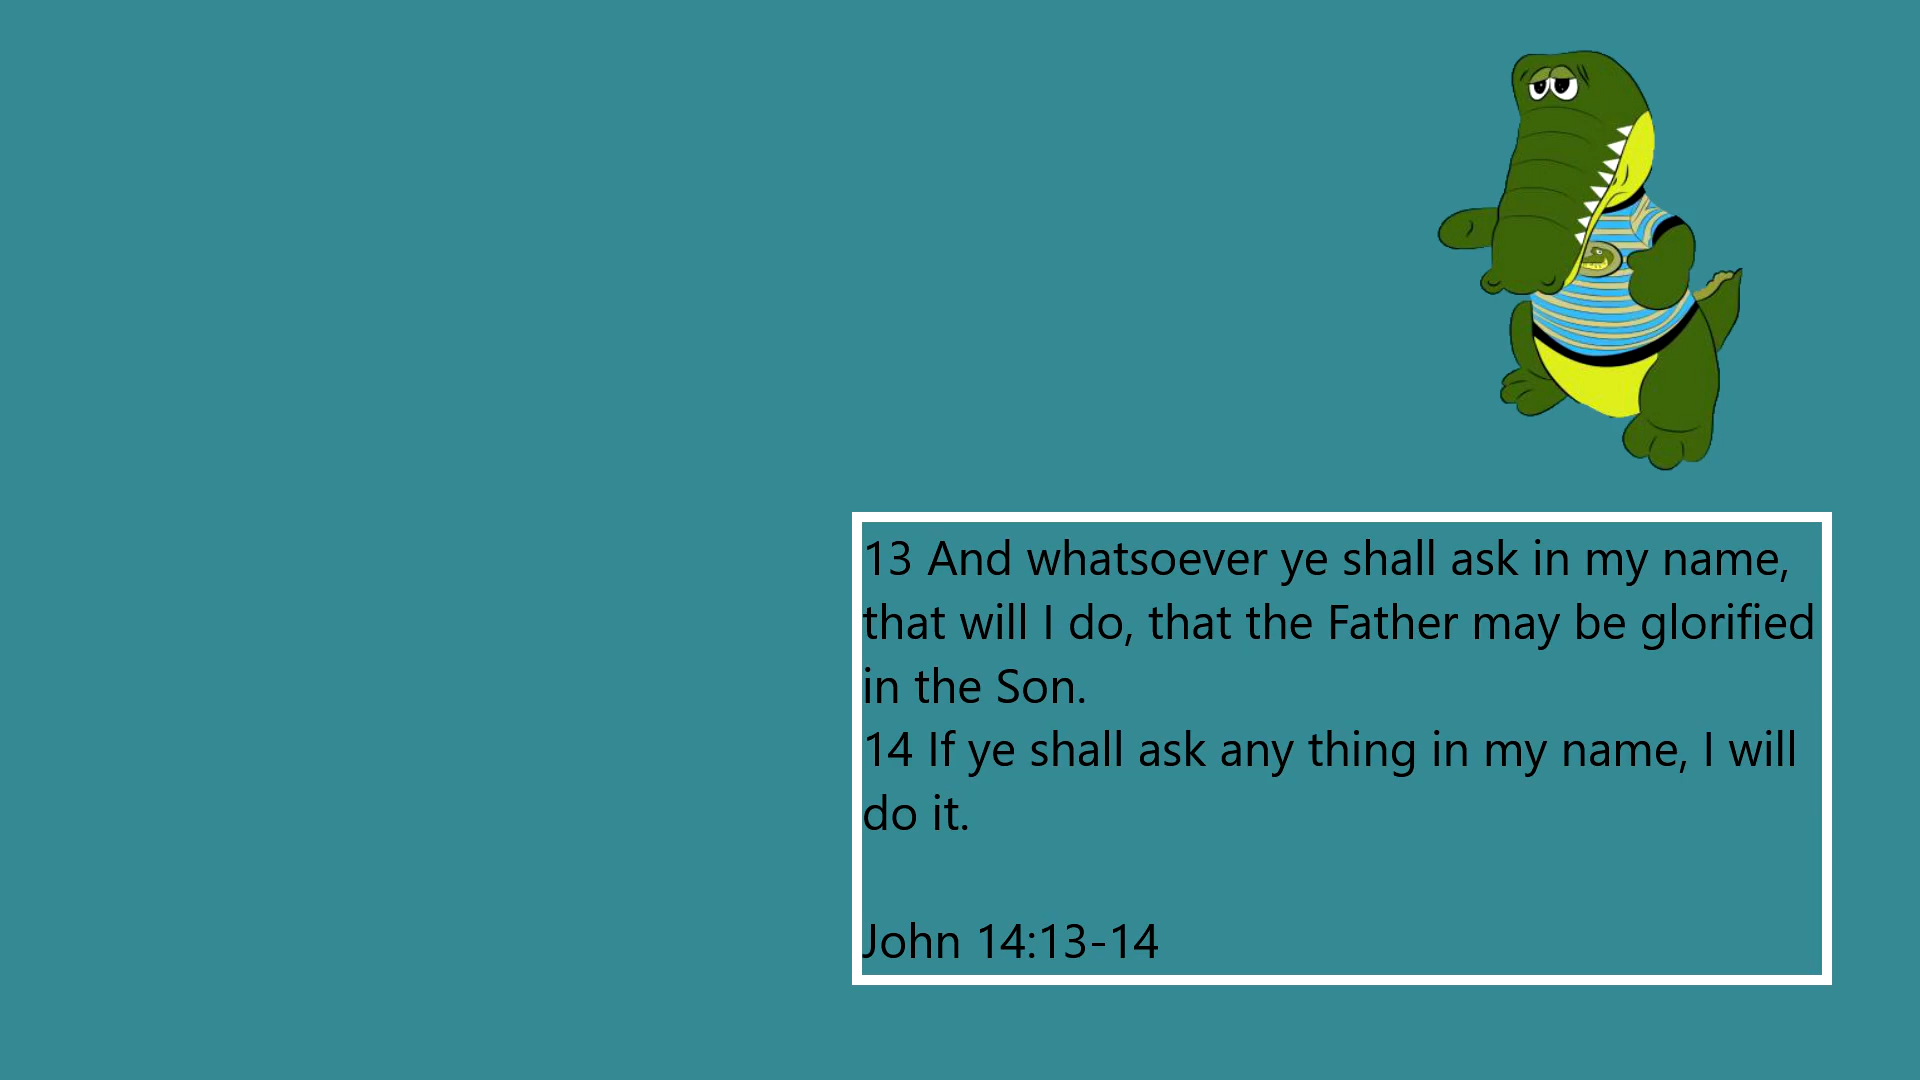 13 And whatsoever ye shall ask in my name,
that will I do, that the Father may be glorified
in the Son.
14 If ye shall ask any thing in my name, I will
do it.
John 14:13-14